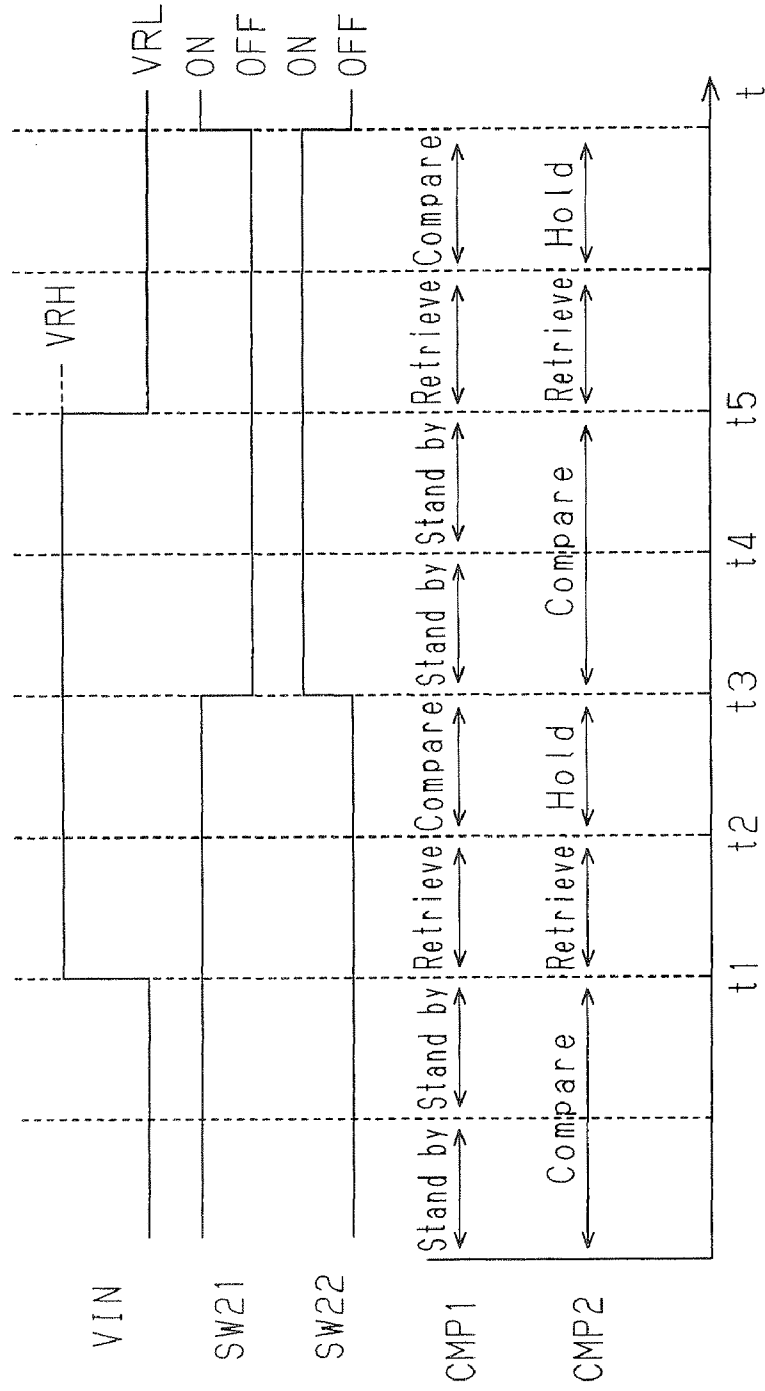 VIN VRH VRL
SW21 ON
OFF
SW22 ON
OFF
CMP1 Stand by Stand by Retrieve Compare Stand by Stand by Retrieve Compare
CMP2 Compare Retrieve Hold Compare Retrieve Hold
t1 t2 t3 t4 t5 t